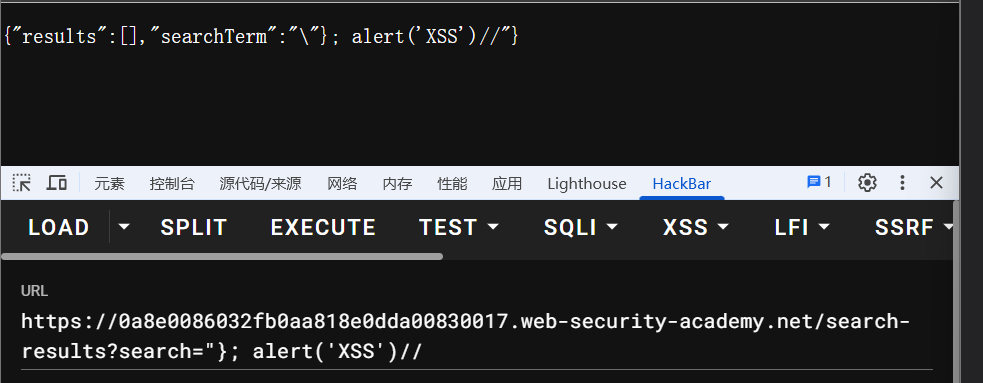 {"results":[],"searchTerm":"\"}; alert('XSS')//"}
元素 控制台 源代码/来源 网络 内存 性能 应用 Lighthouse HackBar 1
LOAD SPLIT EXECUTE TEST SQLI XSS LFI SSRF
URL
https://0a8e0086032fb0aa818e0dda00830017.web-security-academy.net/search-
results?search="}; alert('XSS')//